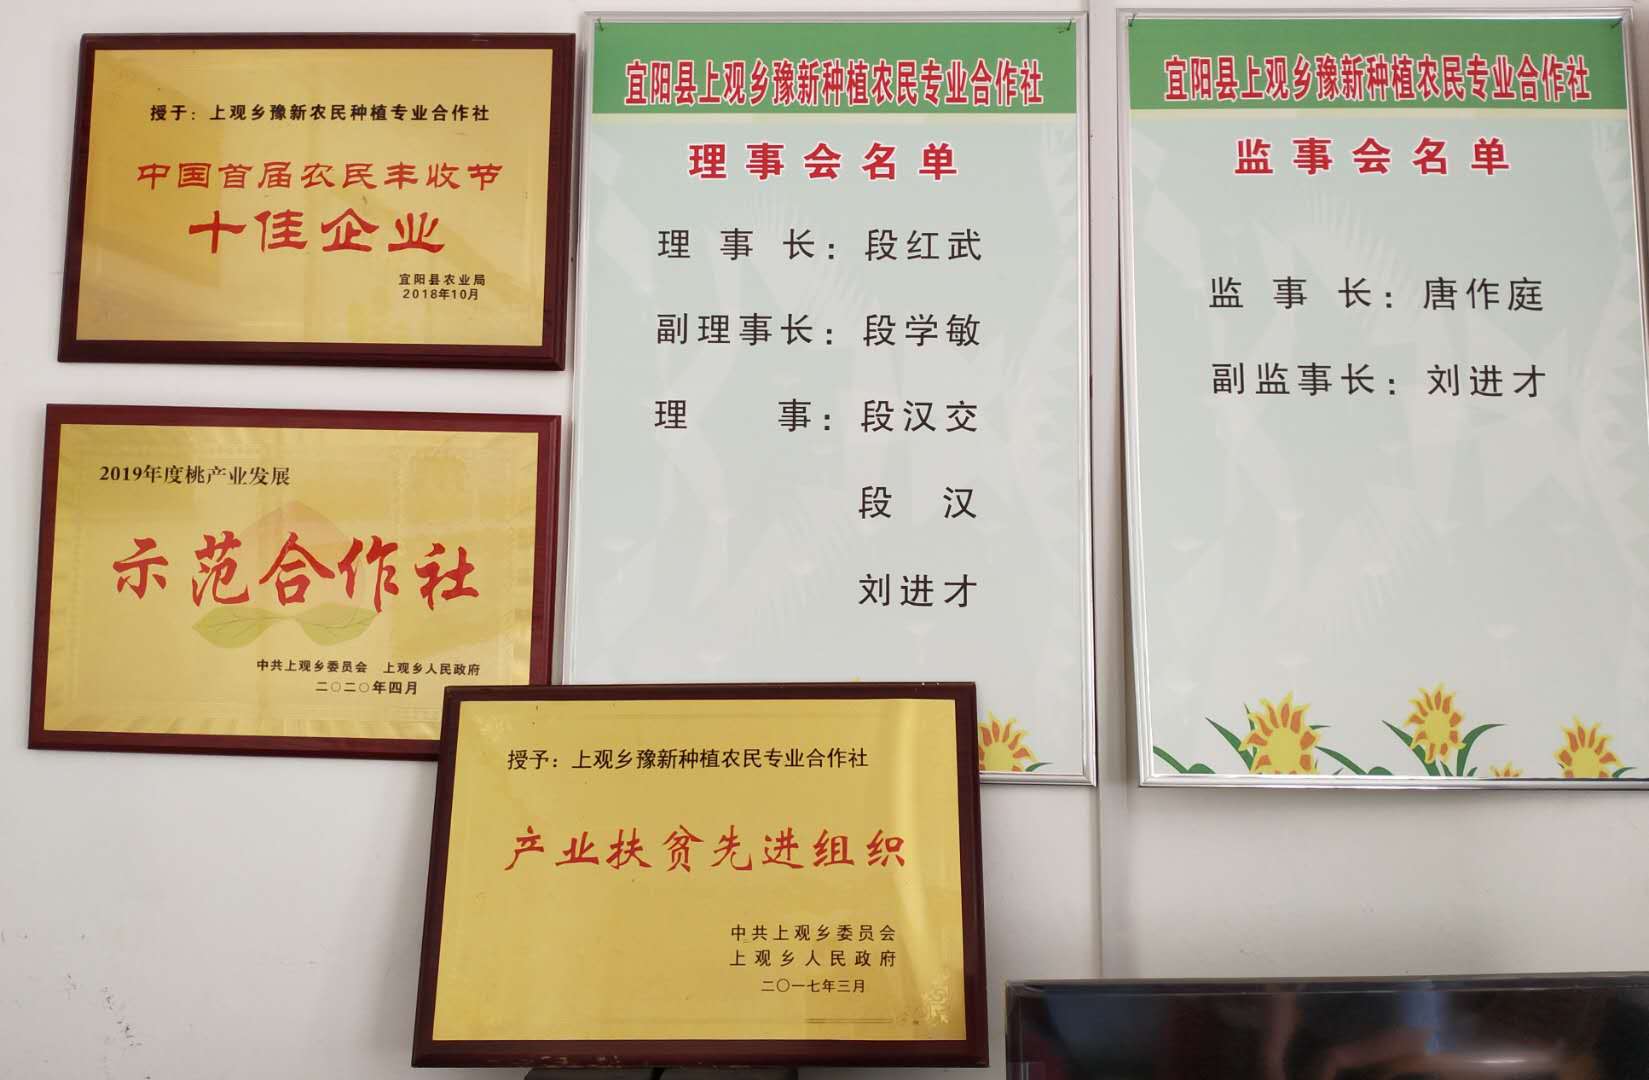 授于：上观乡豫新农民种植专业合作社
中国首届农民丰收节
十佳企业
宜阳县农业局
2018年10月
2019年度桃产业发展
示范合作社
中共上观乡委员会 上观乡人民政府
二〇二〇年四月
授予：上观乡豫新种植农民专业合作社
产业扶贫先进组织
中共上观乡委员会
上观乡人民政府
二〇一七年三月
宜阳县上观乡豫新种植农民专业合作社
理事会名单
理事长：段红武
副理事长：段学敏
理事：段汉交
段汉
刘进才
宜阳县上观乡豫新种植农民专业合作社
监事会名单
监事长：唐作庭
副监事长：刘进才